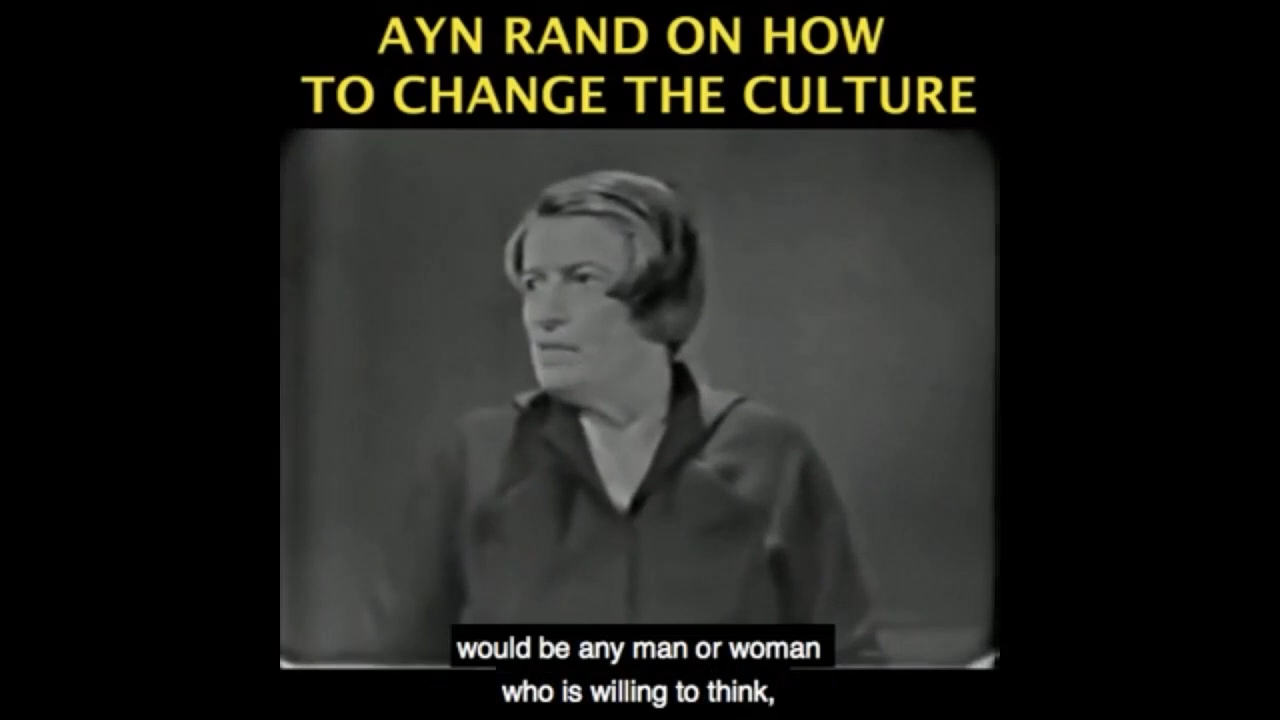 AYN RAND ON HOW
TO CHANGE THE CULTURE
would be any man or woman
who is willing to think,